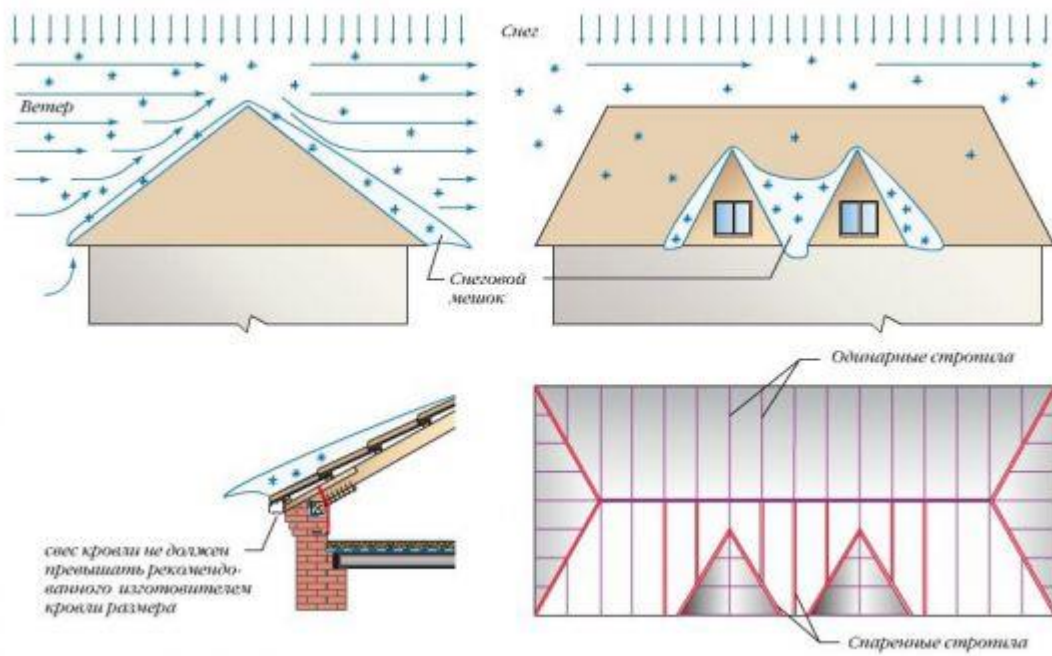 Снег
Ветер
Снеговой
мешок
Одинарные стропила
свес кровли не должен
превышать рекомендо-
ванного изготовителем
кровли размера
Спаренные стропила